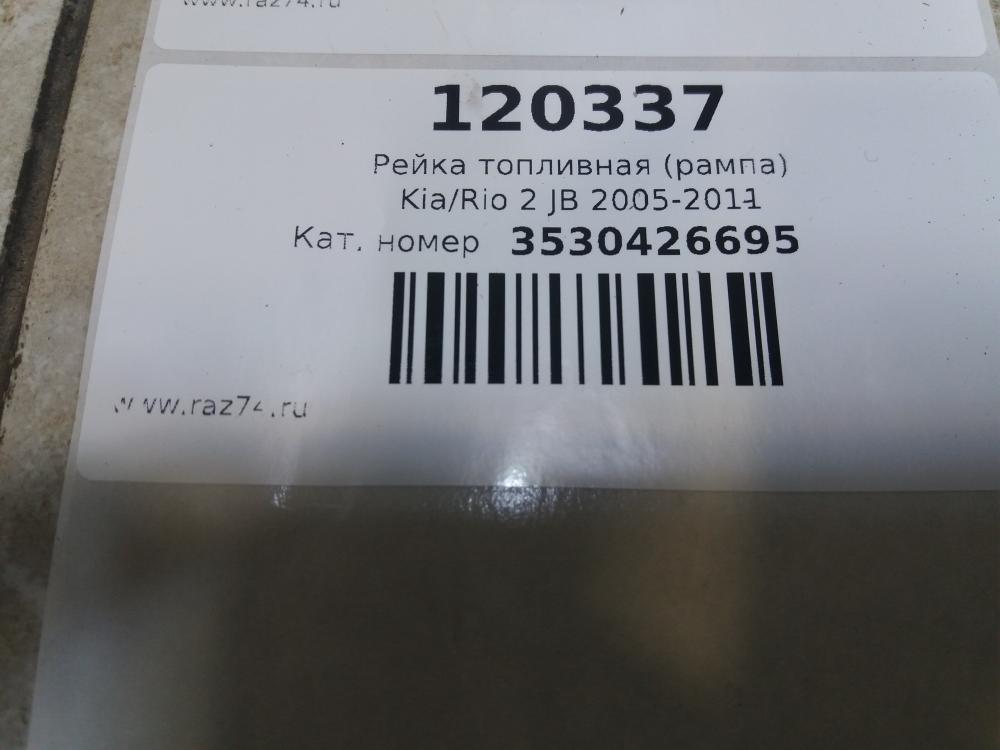 www.raz74.ru
120337
Рейка топливная (рампа)
Kia/Rio 2 JB 2005-2011
Кат. номер 3530426695
www.raz74.ru